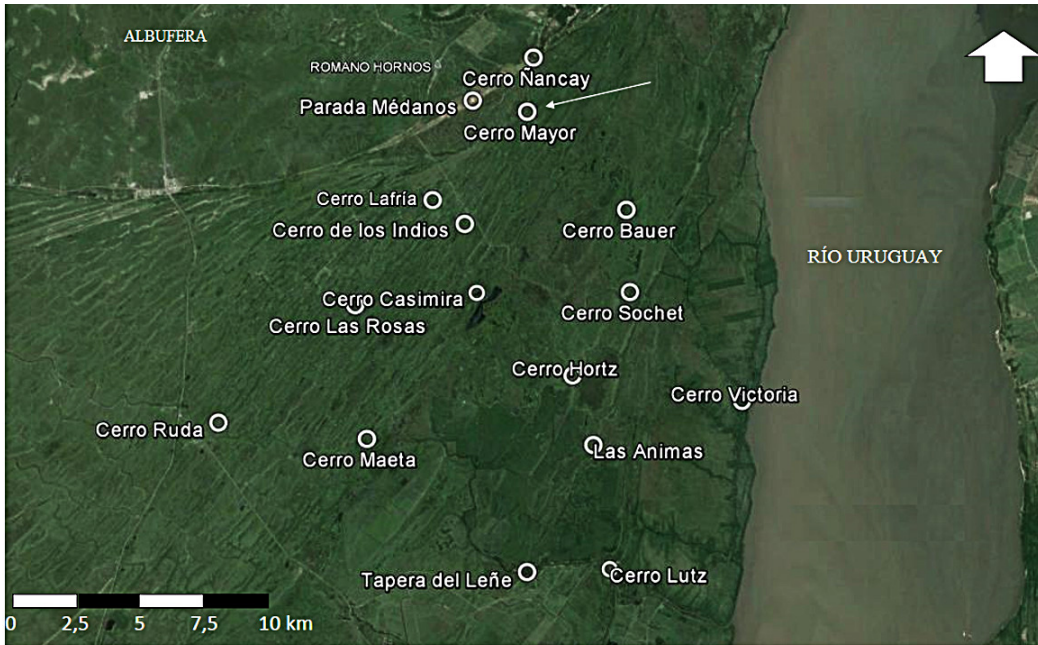 ALBUFERA
ROMANO HORNOS
Cerro Ñancay
Parada Médanos
Cerro Mayor
Cerro Lafría
Cerro de los Indios
Cerro Bauer
RÍO URUGUAY
Cerro Casimira
Cerro Las Rosas
Cerro Sochet
Cerro Hortz
Cerro Victoria
Cerro Ruda
Cerro Maeta
Las Animas
Tapera del Leñe
Cerro Lutz
0 2,5 5 7,5 10 km